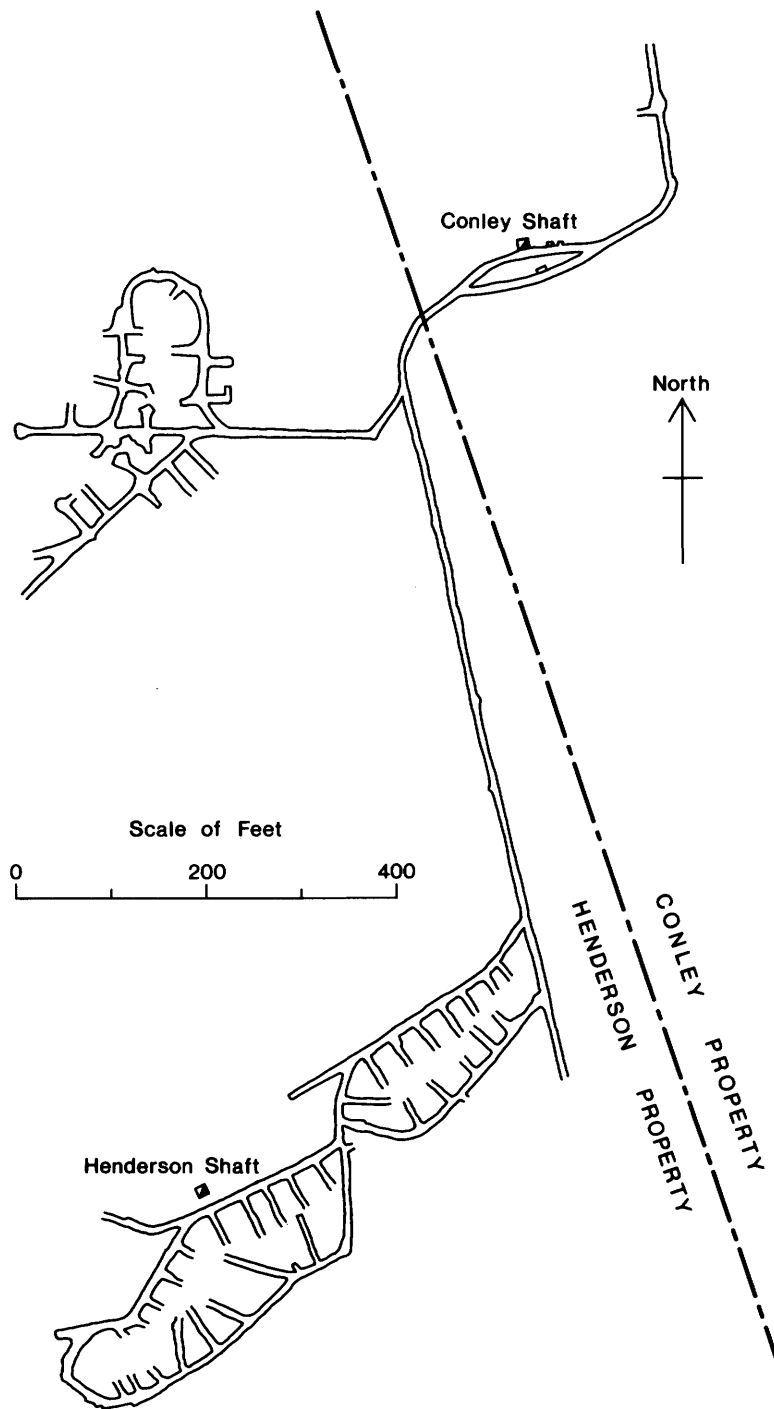 Conley Shaft
North
Scale of Feet
0 200 400
CONLEY PROPERTY
HENDERSON PROPERTY
Henderson Shaft